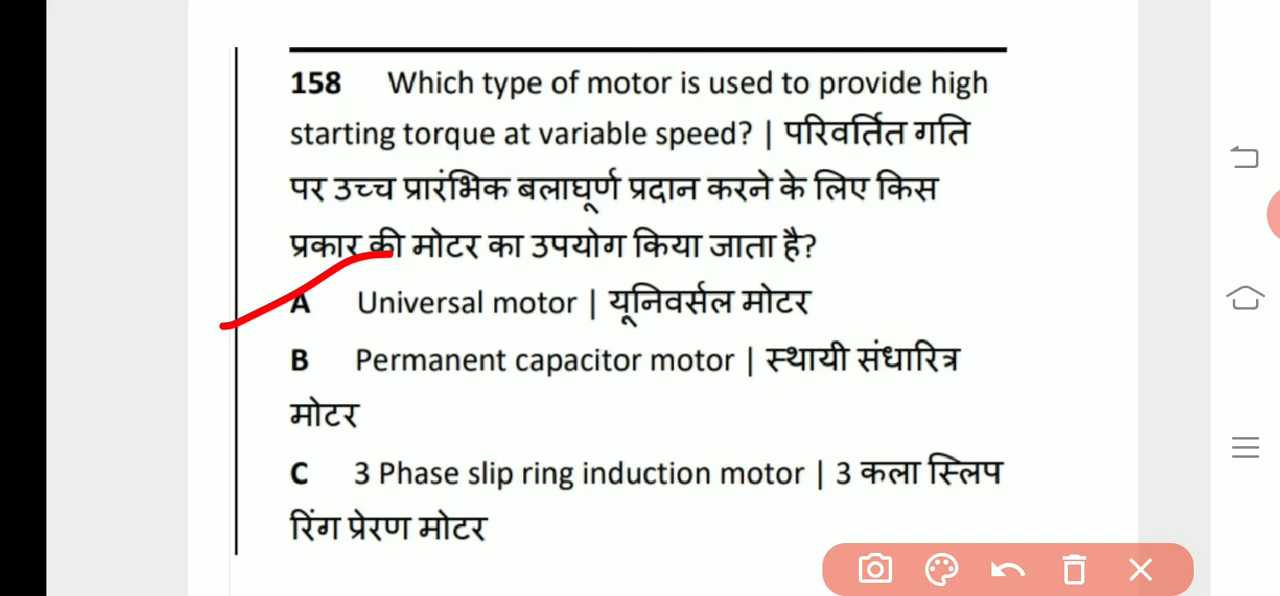 158 Which type of motor is used to provide high
starting torque at variable speed? | परिवर्तित गति
पर उच्च प्रारंभिक बलाघूर्ण प्रदान करने के लिए किस
प्रकार की मोटर का उपयोग किया जाता है?
A Universal motor | यूनिवर्सल मोटर
B Permanent capacitor motor | स्थायी संधारित्र
मोटर
C 3 Phase slip ring induction motor | 3 कला स्लिप
रिंग प्रेरण मोटर